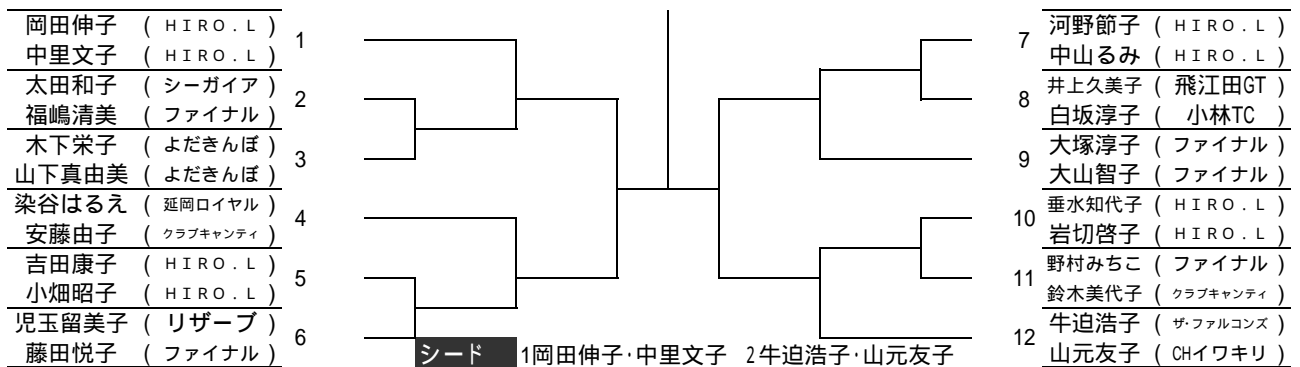 岡田伸子 ( HIRO.L )
中里文子 ( HIRO.L )
1
太田和子 ( シーガイア )
福嶋清美 ( ファイナル )
2
木下栄子 ( よだきんぼ )
山下真由美 ( よだきんぼ )
3
染谷はるえ ( 延岡ロイヤル )
安藤由子 ( クラブキャンティ )
4
吉田康子 ( HIRO.L )
小畑昭子 ( HIRO.L )
5
児玉留美子 ( リザーブ )
藤田悦子 ( ファイナル )
6
7
河野節子 ( HIRO.L )
中山るみ ( HIRO.L )
8
井上久美子 ( 飛江田GT )
白坂淳子 ( 小林TC )
9
大塚淳子 ( ファイナル )
大山智子 ( ファイナル )
10
垂水知代子 ( HIRO.L )
岩切啓子 ( HIRO.L )
11
野村みちこ ( ファイナル )
鈴木美代子 ( クラブキャンティ )
12
牛迫浩子 ( ザ・ファルコンズ )
山元友子 ( CHイワキリ )
シード 1岡田伸子・中里文子 2牛迫浩子・山元友子